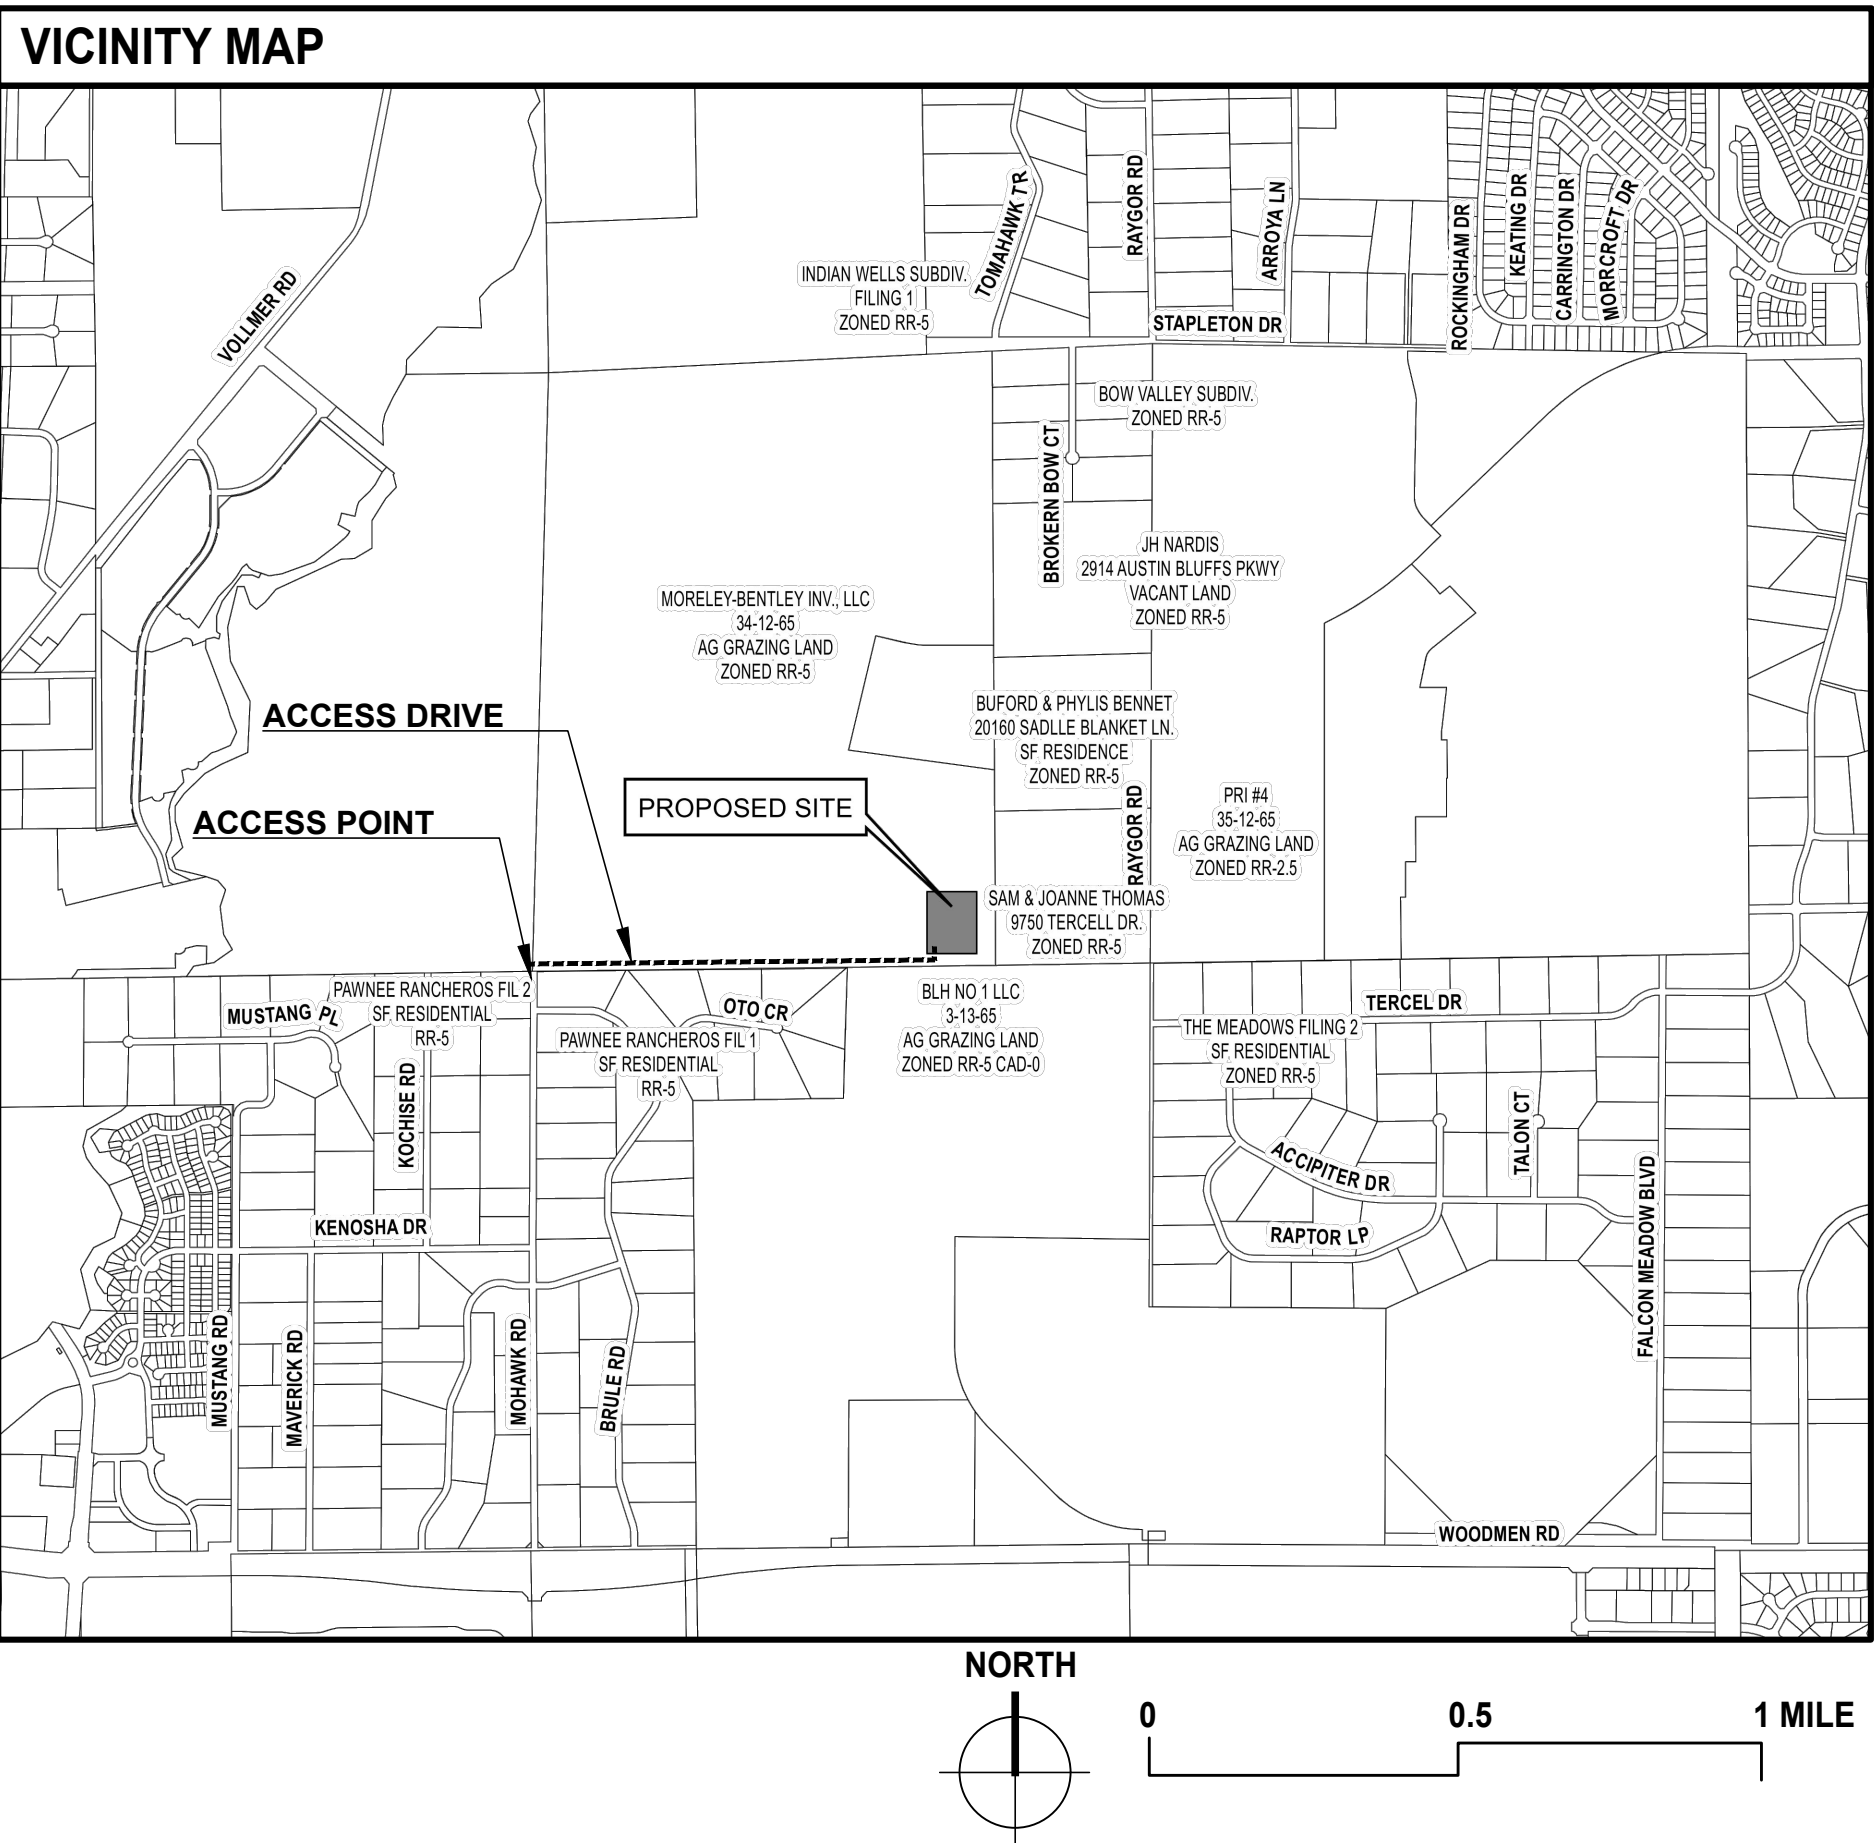 VICINITY MAP
VOLLMER RD
TOMAHAWK TR
RAYGOR RD
ARROYA LN
ROCKINGHAM DR
KEATING DR
CARRINGTON DR
MORRCROFT DR
INDIAN WELLS SUBDIV.
FILING 1
ZONED RR-5
STAPLETON DR
BOW VALLEY SUBDIV.
ZONED RR-5
BROKERN BOW CT
JH NARDIS
2914 AUSTIN BLUFFS PKWY
VACANT LAND
ZONED RR-5
MORELEY-BENTLEY INV., LLC
34-12-65
AG GRAZING LAND
ZONED RR-5
BUFORD & PHYLIS BENNET
20160 SADLLE BLANKET LN.
SF RESIDENCE
ZONED RR-5
ACCESS DRIVE
PROPOSED SITE
ACCESS POINT
RAYGOR RD
PRI #4
35-12-65
AG GRAZING LAND
ZONED RR-2.5
SAM & JOANNE THOMAS
9750 TERCELL DR.
ZONED RR-5
PAWNEE RANCHEROS FIL 2
SF RESIDENTIAL
RR-5
MUSTANG PL
OTO CR
PAWNEE RANCHEROS FIL 1
SF RESIDENTIAL
RR-5
BLH NO 1 LLC
3-13-65
AG GRAZING LAND
ZONED RR-5 CAD-0
TERCEL DR
THE MEADOWS FILING 2
SF RESIDENTIAL
ZONED RR-5
KOCHISE RD
TALON CT
ACCIPITER DR
RAPTOR LP
FALCON MEADOW BLVD
KENOSHA DR
MUSTANG RD
MAVERICK RD
MOHAWK RD
BRULE RD
WOODMEN RD
NORTH
0 0.5 1 MILE